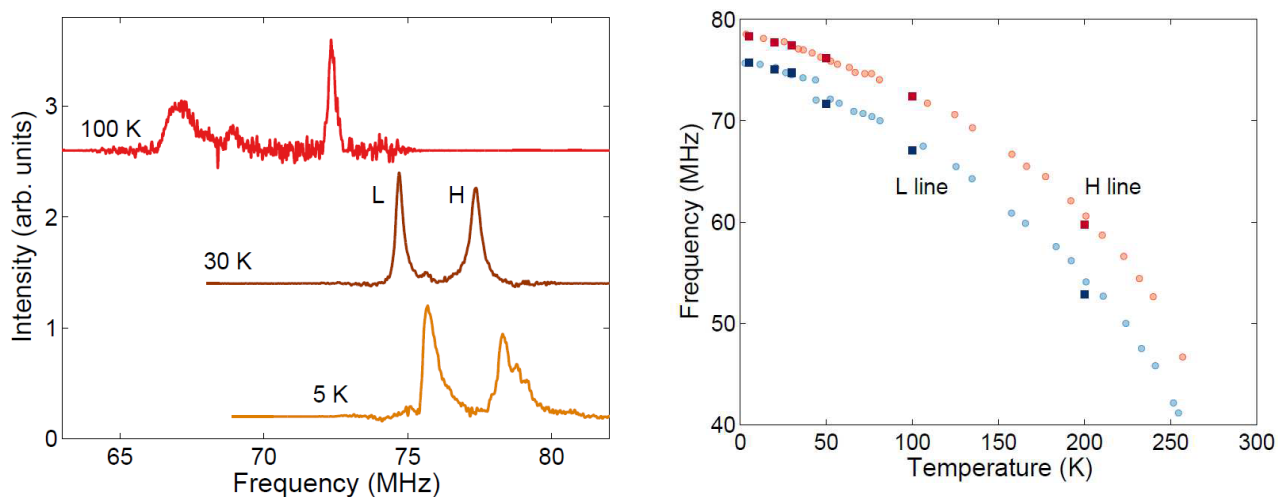 Intensity (arb. units)
3
2
1
0
100 K
L
H
30 K
5 K
65
70
75
80
Frequency (MHz)
Frequency (MHz)
80
70
60
50
40
L line
H line
0
50
100
150
200
250
300
Temperature (K)